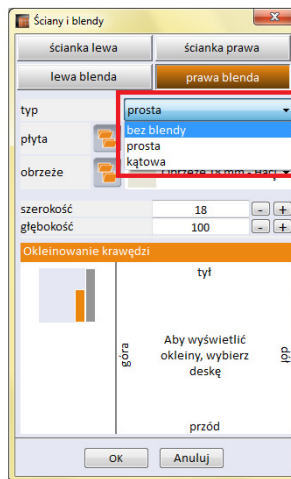 Ściany i blendy
ścianka lewa
ścianka prawa
lewa blenda
prawa blenda
typ
prosta
bez blendy
płyta
prosta
kątowa
obrzeże
szerokość
18
-
+
głębokość
100
-
+
Okleinowanie krawędzi
tył
góra
Aby wyświetlić
okleiny, wybierz
deskę
dół
przód
OK
Anuluj